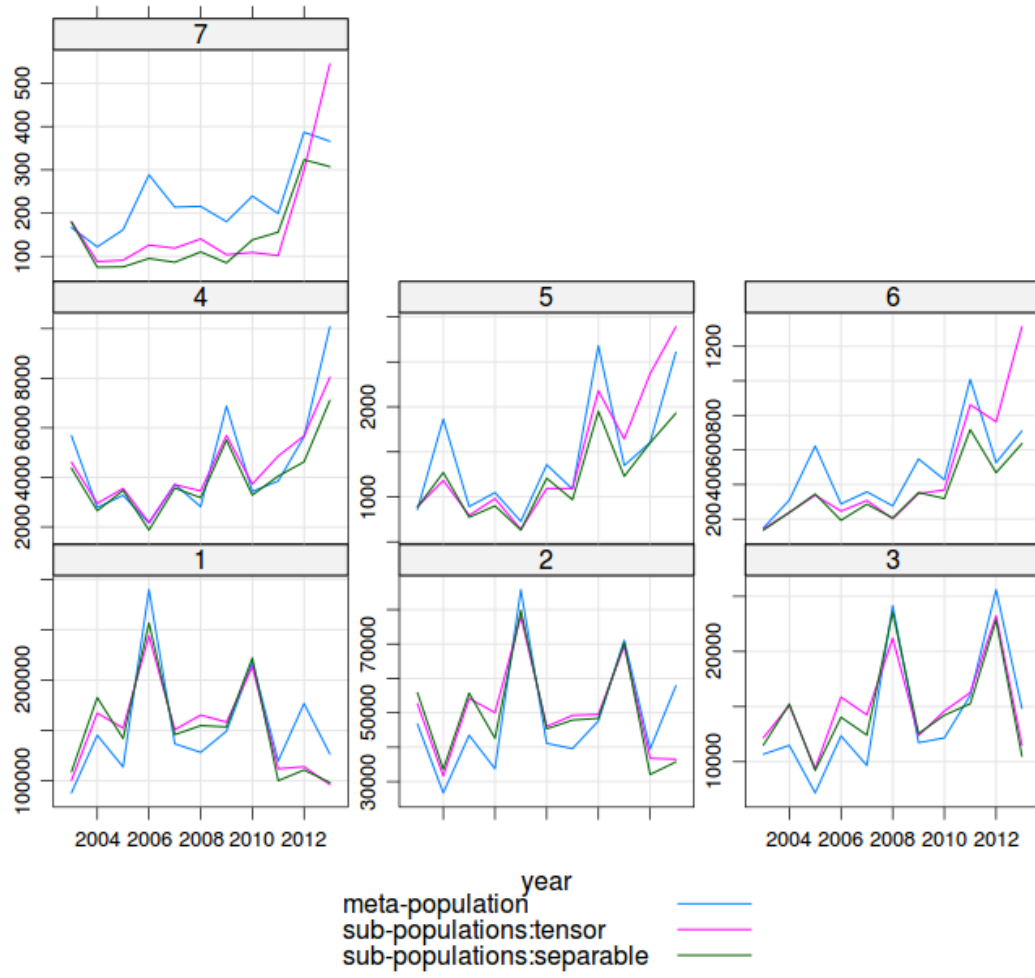 7
100 200 300 400 500
4 5 6
2000 4000 6000 8000
1000 2000
200 400 600 800 1200
1 2 3
100000 200000
30000 50000 70000
10000 20000
2004 2006 2008 2010 2012
2004 2006 2008 2010 2012
year
meta-population
sub-populations:tensor
sub-populations:separable